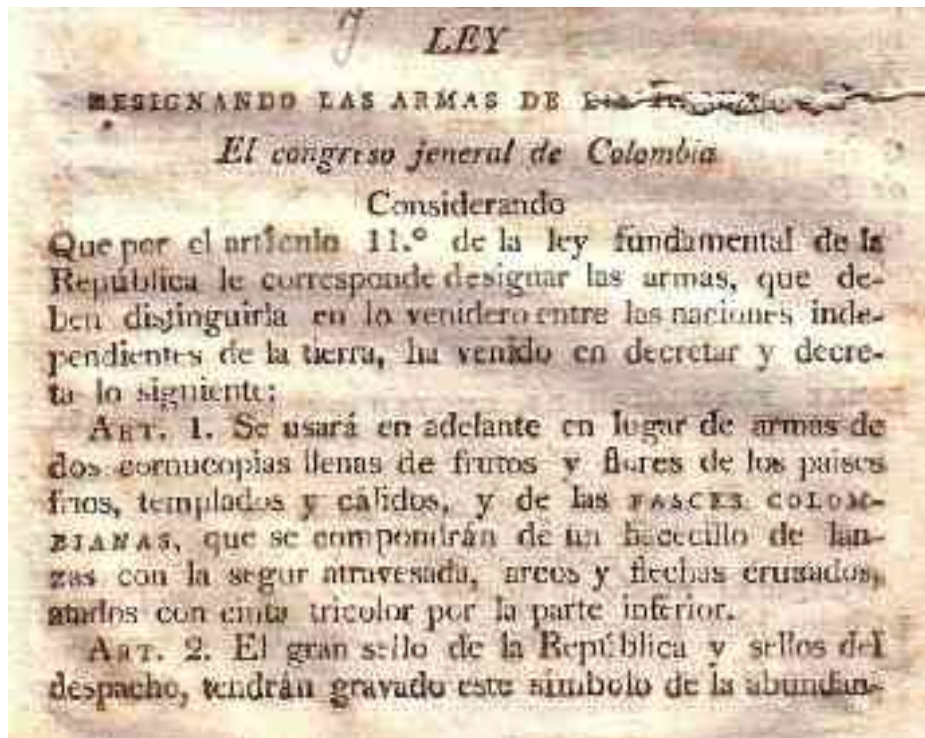 LEY
DESIGNANDO LAS ARMAS DE
El congreso jeneral de Colombia
Considerando
Que por el artículo 11.° de la ley fundamental de la
República le corresponde designar las armas, que de-
ben distinguirla en lo venidero entre las naciones inde-
pendientes de la tierra, ha venido en decretar y decre-
ta lo siguiente:
ART. 1. Se usará en adelante en lugar de armas de
dos cornucopias llenas de frutos y flores de los paises
frios, templados y cálidos, y de las FASCES COLOM-
BIANAS, que se compondrán de un hacecillo de lan-
zas con la segur atravesada, arcos y flechas cruzados,
atados con cinta tricolor por la parte inferior.
ART. 2. El gran sello de la República y sellos del
despacho, tendrán gravado este simbolo de la abundan-